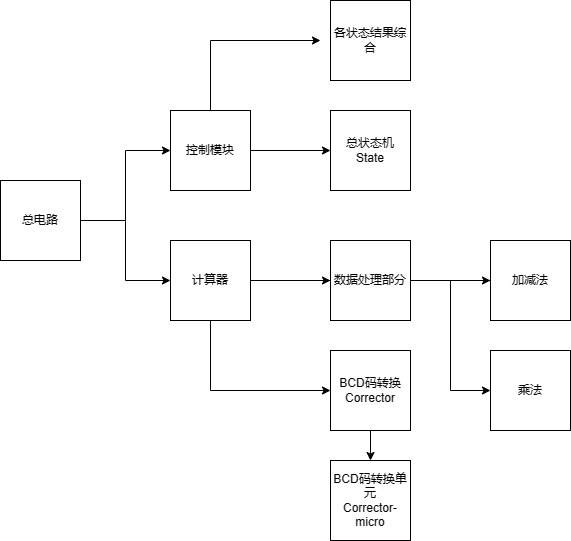 各状态结果综
合
控制模块
总状态机
State
总电路
计算器
数据处理部分
加减法
BCD码转换
Corrector
乘法
BCD码转换单
元
Corrector-
micro